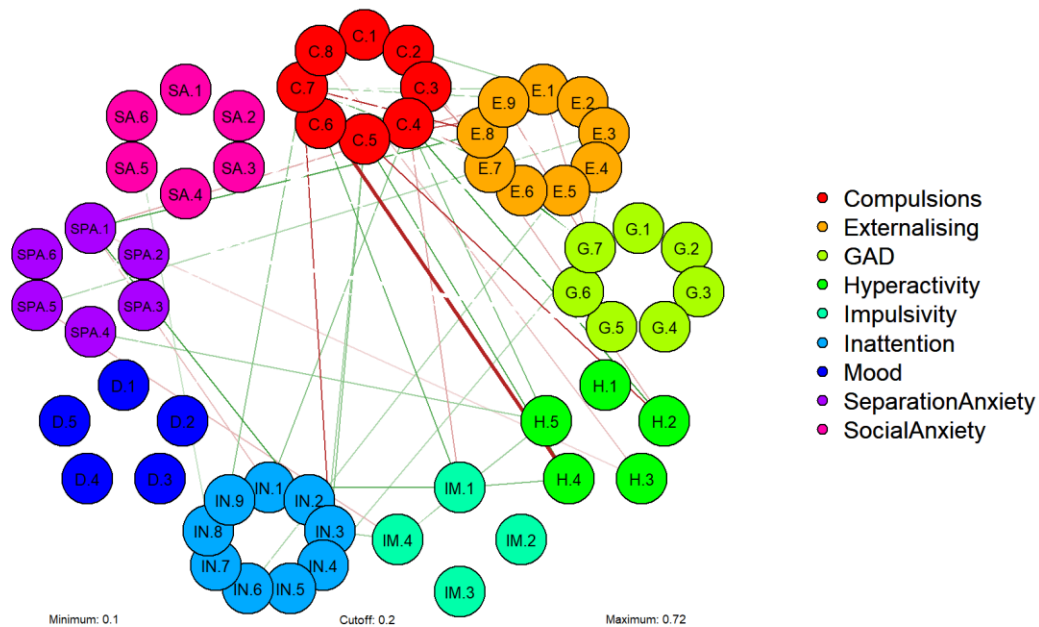 C.1
C.2
C.3
C.4
C.5
C.6
C.7
C.8
E.1
E.2
E.3
E.4
E.5
E.6
E.7
E.8
E.9
G.1
G.2
G.3
G.4
G.5
G.6
G.7
H.1
H.2
H.3
H.4
H.5
IM.1
IM.2
IM.3
IM.4
IN.1
IN.2
IN.3
IN.4
IN.5
IN.6
IN.7
IN.8
IN.9
D.1
D.2
D.3
D.4
D.5
SPA.1
SPA.2
SPA.3
SPA.4
SPA.5
SPA.6
SA.1
SA.2
SA.3
SA.4
SA.5
SA.6
Compulsions
Externalising
GAD
Hyperactivity
Impulsivity
Inattention
Mood
SeparationAnxiety
SocialAnxiety
Minimum: 0.1
Cutoff: 0.2
Maximum: 0.72